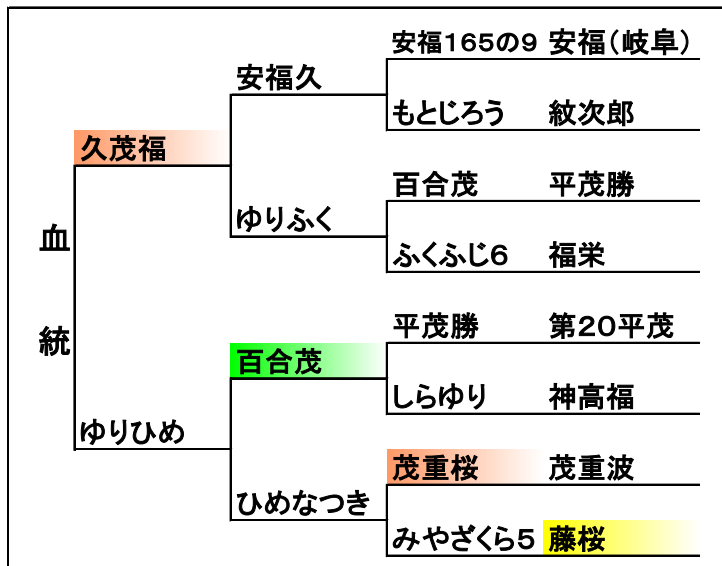 安福165の9 安福(岐阜)
安福久
もとじろう 紋次郎
久茂福
百合茂 平茂勝
ゆりふく
ふくふじ6 福栄
血統
平茂勝 第20平茂
百合茂
しらゆり 神高福
ゆりひめ
茂重桜 茂重波
ひめなつき
みやざくら5 藤桜